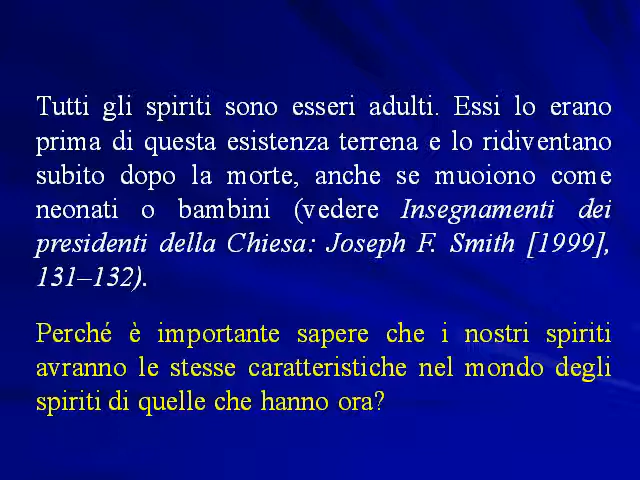 Tutti gli spiriti sono esseri adulti. Essi lo erano
prima di questa esistenza terrena e lo ridiventano
subito dopo la morte, anche se muoiono come
neonati o bambini (vedere Insegnamenti dei
presidenti della Chiesa: Joseph F. Smith [1999],
131–132).
Perché è importante sapere che i nostri spiriti
avranno le stesse caratteristiche nel mondo degli
spiriti di quelle che hanno ora?